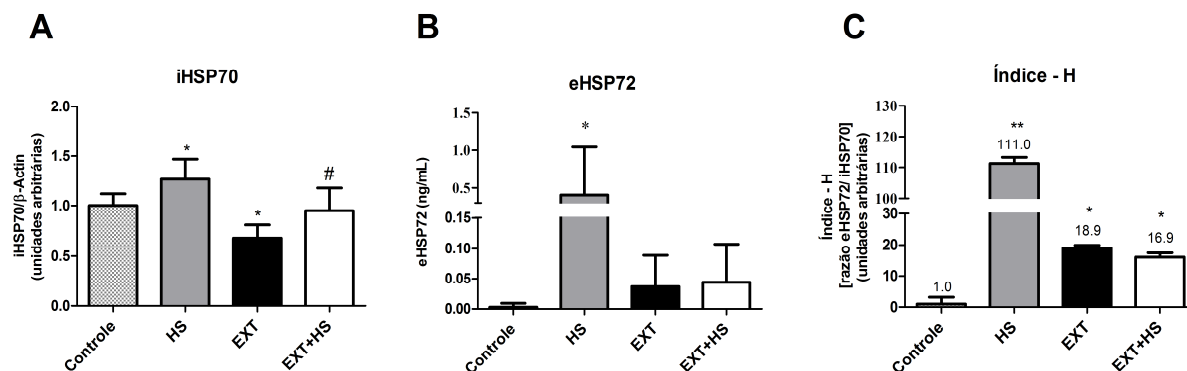 A
iHSP70
iHSP70/β-Actin
(unidades arbitrárias)
2.0
1.5
1.0
0.5
0.0
*
*
#
Controle
HS
EXT
EXT+HS
B
eHSP72
eHSP72 (ng/mL)
1.5
1.0
0.5
0.15
0.10
0.05
0.00
*
Controle
HS
EXT
EXT+HS
C
Índice - H
Índice - H
[razão eHSP72/ iHSP70]
(unidades arbitrárias)
130
120
110
100
30
20
10
0
1.0
**
111.0
*
18.9
*
16.9
Controle
HS
EXT
EXT+HS